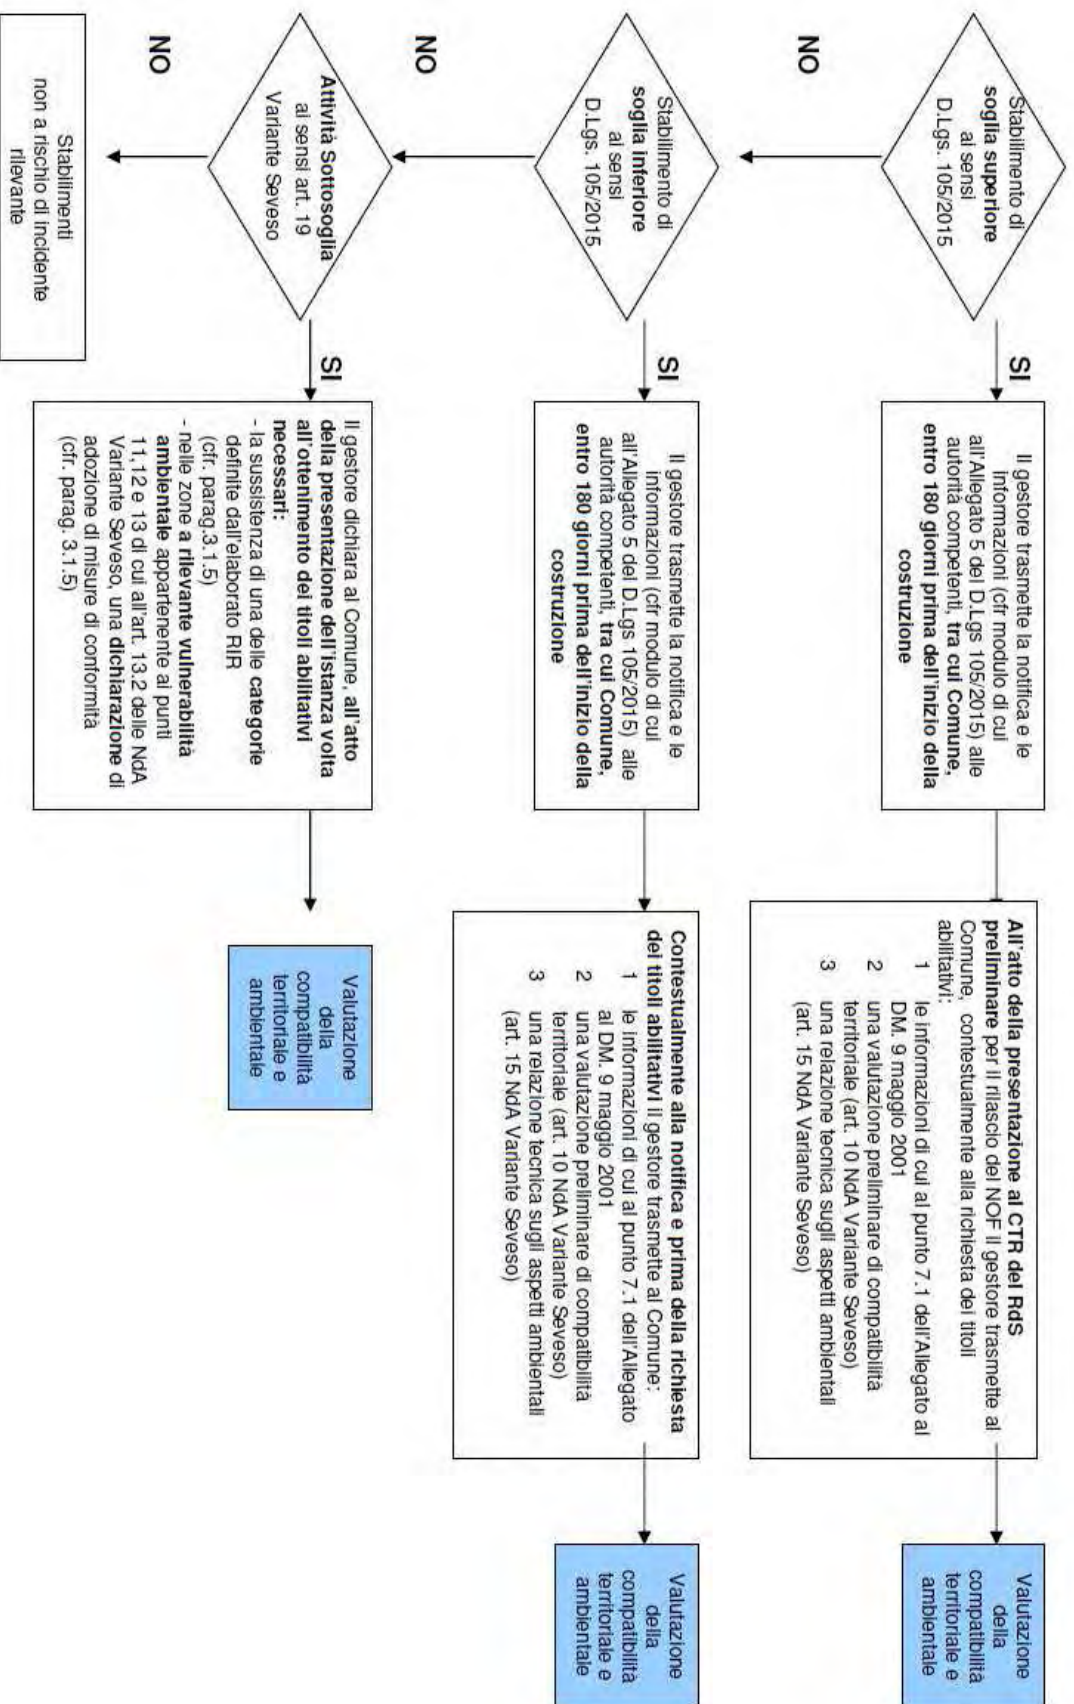 Stabilimento di
soglia superiore
ai sensi
D.Lgs. 105/2015
SI
Il gestore trasmette la notifica e le
informazioni (cfr modulo di cui
all'Allegato 5 del D.Lgs 105/2015) alle
autorità competenti, tra cui Comune,
entro 180 giorni prima dell'inizio della
costruzione
All'atto della presentazione al CTR del RdS
preliminare per il rilascio del NOF il gestore trasmette al
Comune, contestualmente alla richiesta dei titoli
abilitativi:
1 le informazioni di cui al punto 7.1 dell'Allegato al
DM. 9 maggio 2001
2 una valutazione preliminare di compatibilità
territoriale (art. 10 NdA Variante Seveso)
3 una relazione tecnica sugli aspetti ambientali
(art. 15 NdA Variante Seveso)
Valutazione
della
compatibilità
territoriale e
ambientale
NO
Stabilimento di
soglia inferiore
ai sensi
D.Lgs. 105/2015
SI
Il gestore trasmette la notifica e le
informazioni (cfr modulo di cui
all'Allegato 5 del D.Lgs 105/2015) alle
autorità competenti, tra cui Comune,
entro 180 giorni prima dell'inizio della
costruzione
Contestualmente alla notifica e prima della richiesta
dei titoli abilitativi il gestore trasmette al Comune:
1 le informazioni di cui al punto 7.1 dell'Allegato
al DM. 9 maggio 2001
2 una valutazione preliminare di compatibilità
territoriale (art. 10 NdA Variante Seveso)
3 una relazione tecnica sugli aspetti ambientali
(art. 15 NdA Variante Seveso)
Valutazione
della
compatibilità
territoriale e
ambientale
NO
Attività Sottosoglia
ai sensi art. 19
Variante Seveso
SI
Il gestore dichiara al Comune, all'atto
della presentazione dell'istanza volta
all'ottenimento dei titoli abilitativi
necessari:
- la sussistenza di una delle categorie
definite dall'elaborato RIR
(cfr. parag.3.1.5)
- nelle zone a rilevante vulnerabilità
ambientale appartenente ai punti
11,12 e 13 di cui all'art. 13.2 delle NdA
Variante Seveso, una dichiarazione di
adozione di misure di conformità
(cfr. parag. 3.1.5)
Valutazione
della
compatibilità
territoriale e
ambientale
NO
Stabilimenti
non a rischio di incidente
rilevante